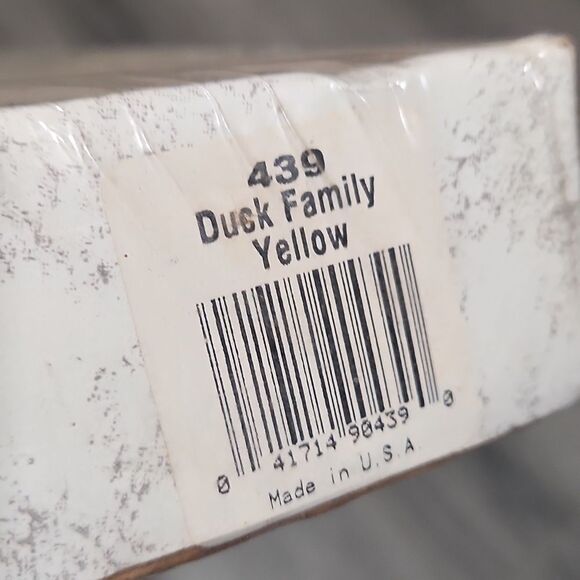 439
Duck Family
Yellow
0 41714 90439 0
Made in U.S.A.